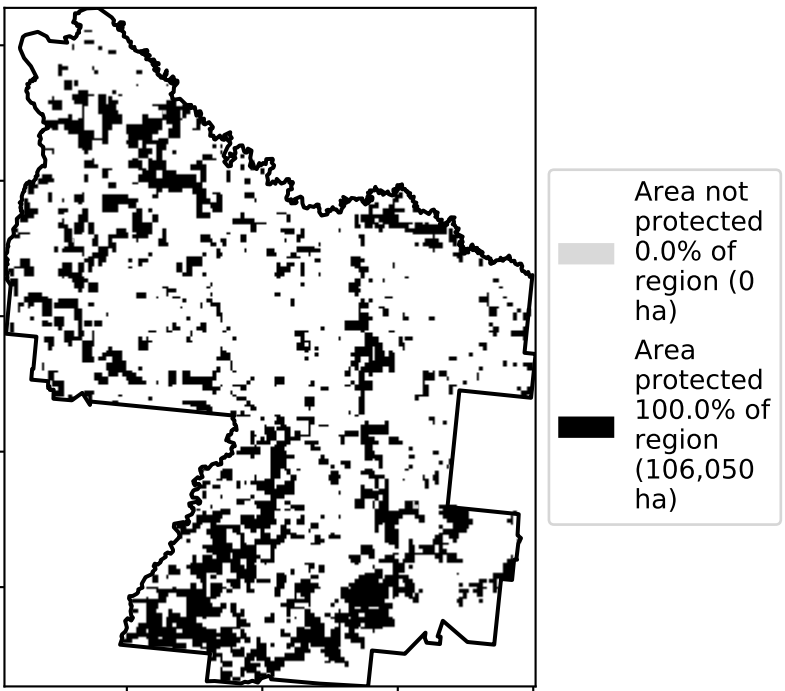 Area not
protected
0.0% of
region (0
ha)
Area
protected
100.0% of
region
(106,050
ha)